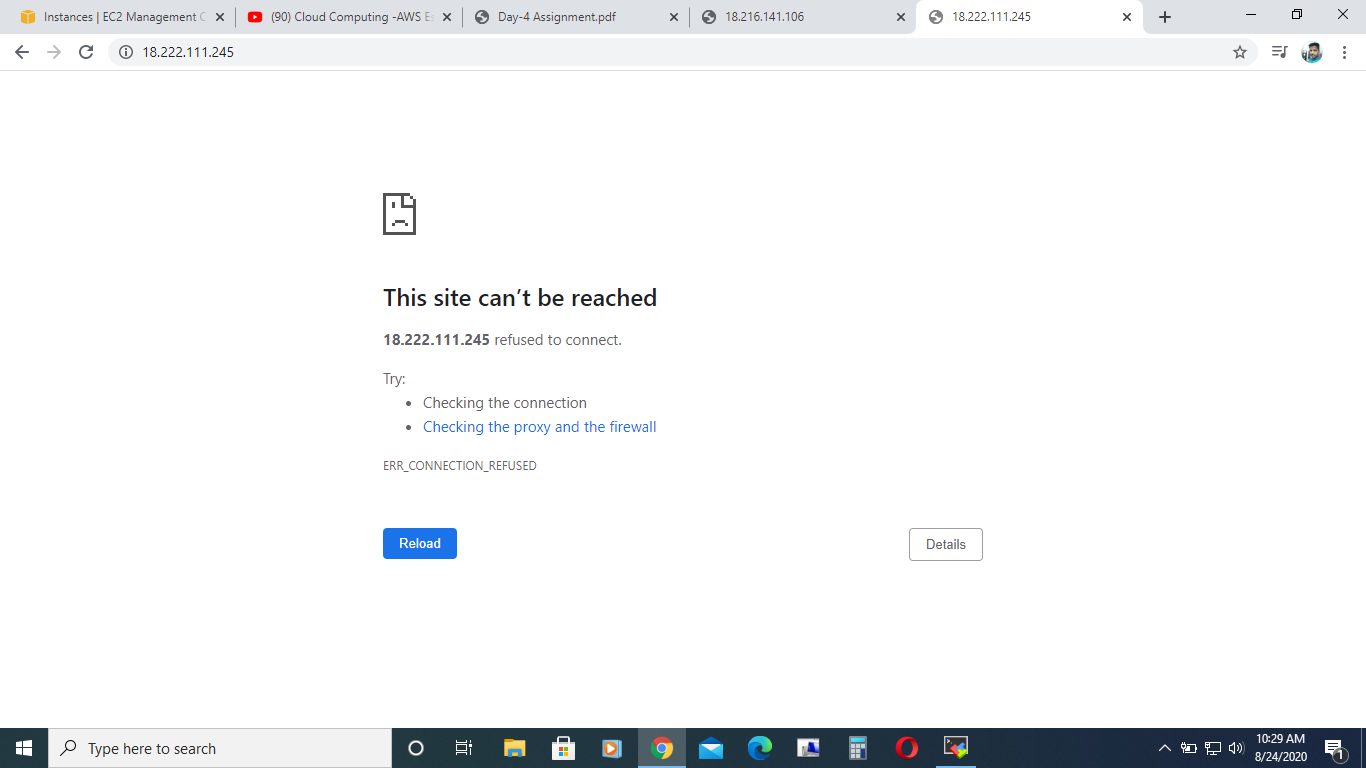 Instances | EC2 Management C
(90) Cloud Computing -AWS Es
Day-4 Assignment.pdf
18.216.141.106
18.222.111.245
18.222.111.245
This site can’t be reached
18.222.111.245 refused to connect.
Try:
• Checking the connection
• Checking the proxy and the firewall
ERR_CONNECTION_REFUSED
Reload
Details
Type here to search
10:29 AM
8/24/2020
1